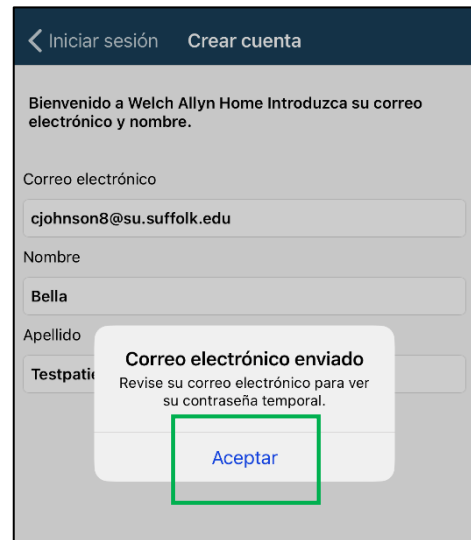 Iniciar sesión Crear cuenta
Bienvenido a Welch Allyn Home Introduzca su correo
electrónico y nombre.
Correo electrónico
cjohnson8@su.suffolk.edu
Nombre
Bella
Apellido
Testpatie
Correo electrónico enviado
Revise su correo electrónico para ver
su contraseña temporal.
Aceptar